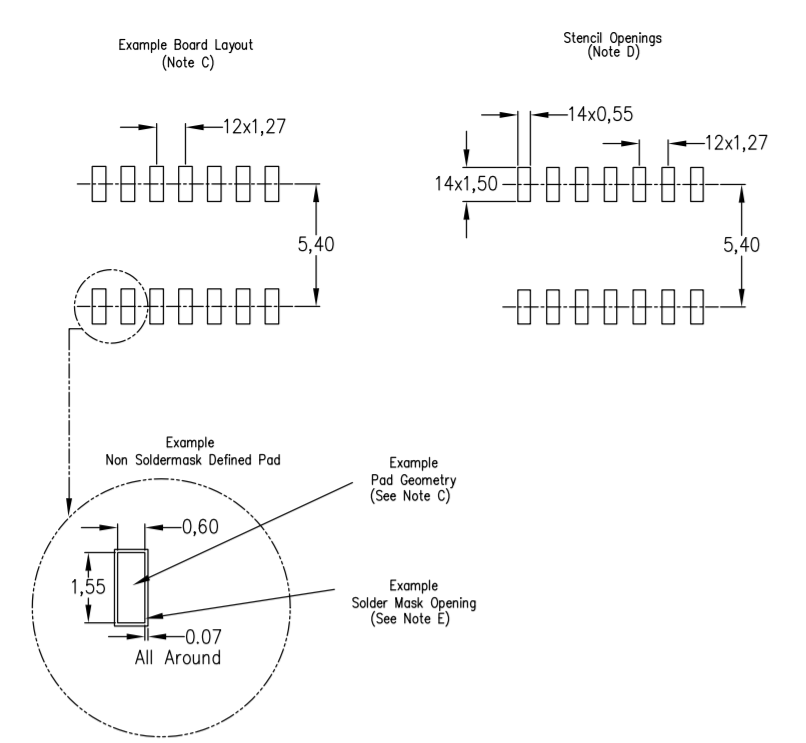 Example Board Layout
(Note C)
12x1,27
5,40
Stencil Openings
(Note D)
14x0,55
12x1,27
14x1,50
5,40
Example
Non Soldermask Defined Pad
0,60
1,55
0.07
All Around
Example
Pad Geometry
(See Note C)
Example
Solder Mask Opening
(See Note E)